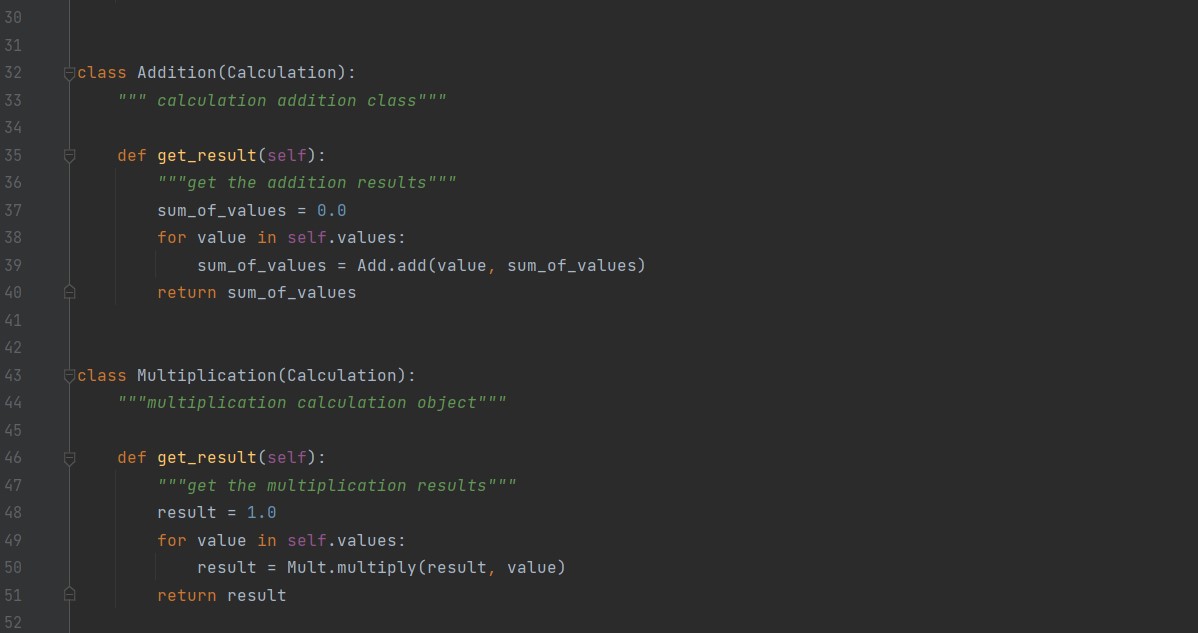 30
31
32 class Addition(Calculation):
33     """ calculation addition class"""
34
35     def get_result(self):
36         """get the addition results"""
37         sum_of_values = 0.0
38         for value in self.values:
39             sum_of_values = Add.add(value, sum_of_values)
40         return sum_of_values
41
42
43 class Multiplication(Calculation):
44     """multiplication calculation object"""
45
46     def get_result(self):
47         """get the multiplication results"""
48         result = 1.0
49         for value in self.values:
50             result = Mult.multiply(result, value)
51         return result
52